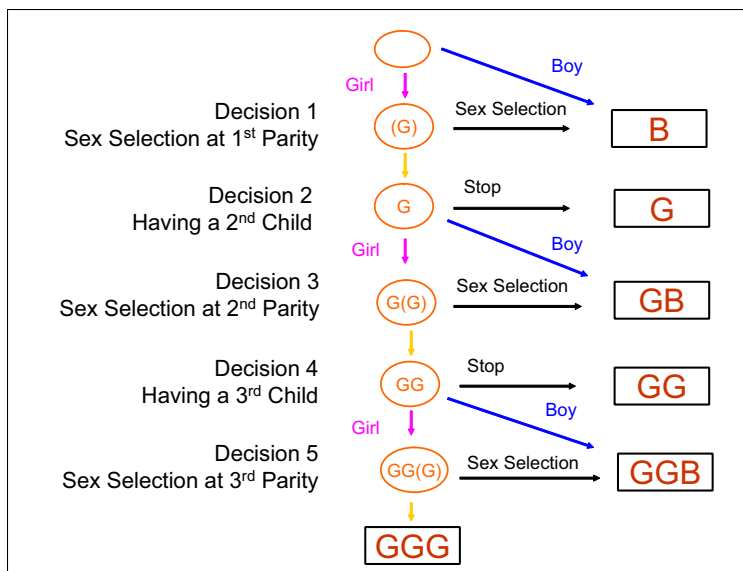 Boy
Girl
Decision 1
Sex Selection at 1st Parity
(G)
Sex Selection
B
Decision 2
Having a 2nd Child
G
Stop
G
Girl
Boy
Decision 3
Sex Selection at 2nd Parity
G(G)
Sex Selection
GB
Decision 4
Having a 3rd Child
GG
Stop
GG
Girl
Boy
Decision 5
Sex Selection at 3rd Parity
GG(G)
Sex Selection
GGB
GGG